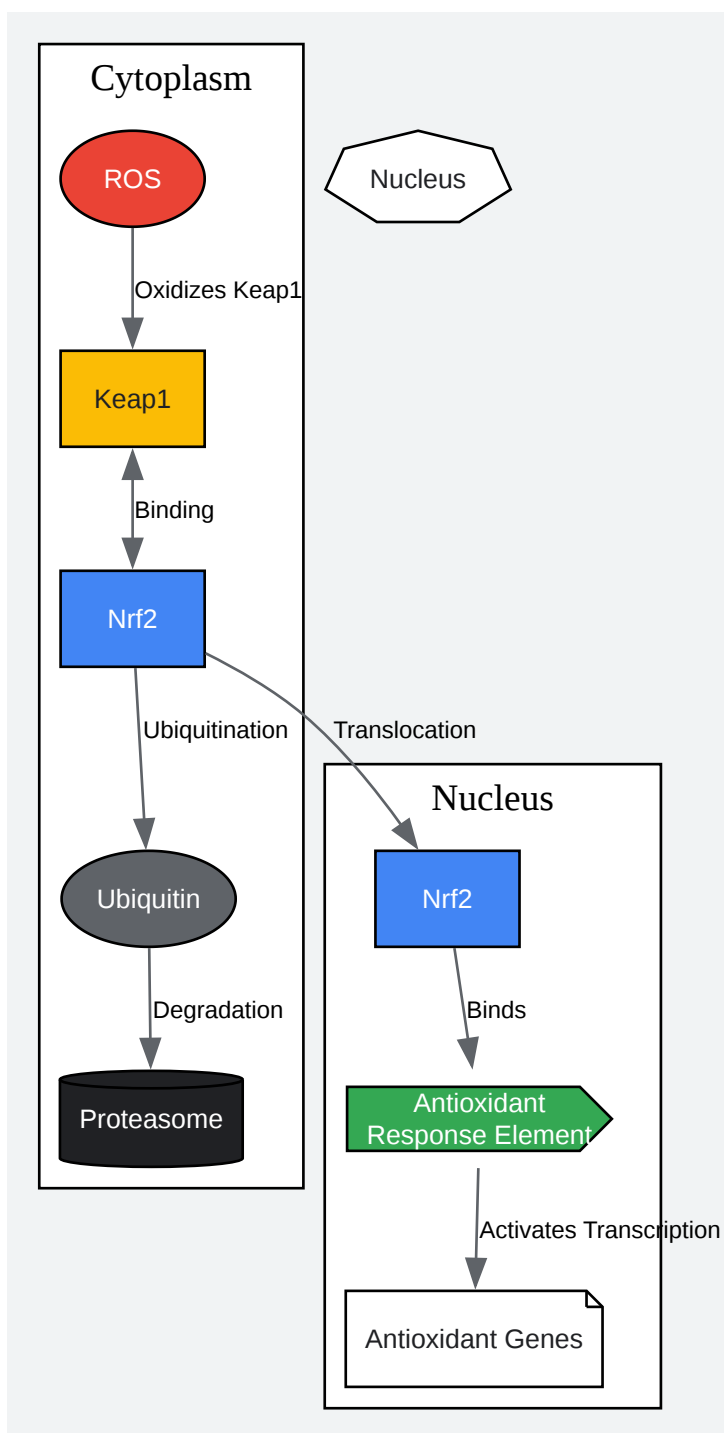 Cytoplasm
ROS
Nucleus
Oxidizes Keap1
Keap1
Binding
Nrf2
Ubiquitination
Translocation
Nucleus
Ubiquitin
Nrf2
Degradation
Binds
Proteasome
Antioxidant
Response Element
Activates Transcription
Antioxidant Genes